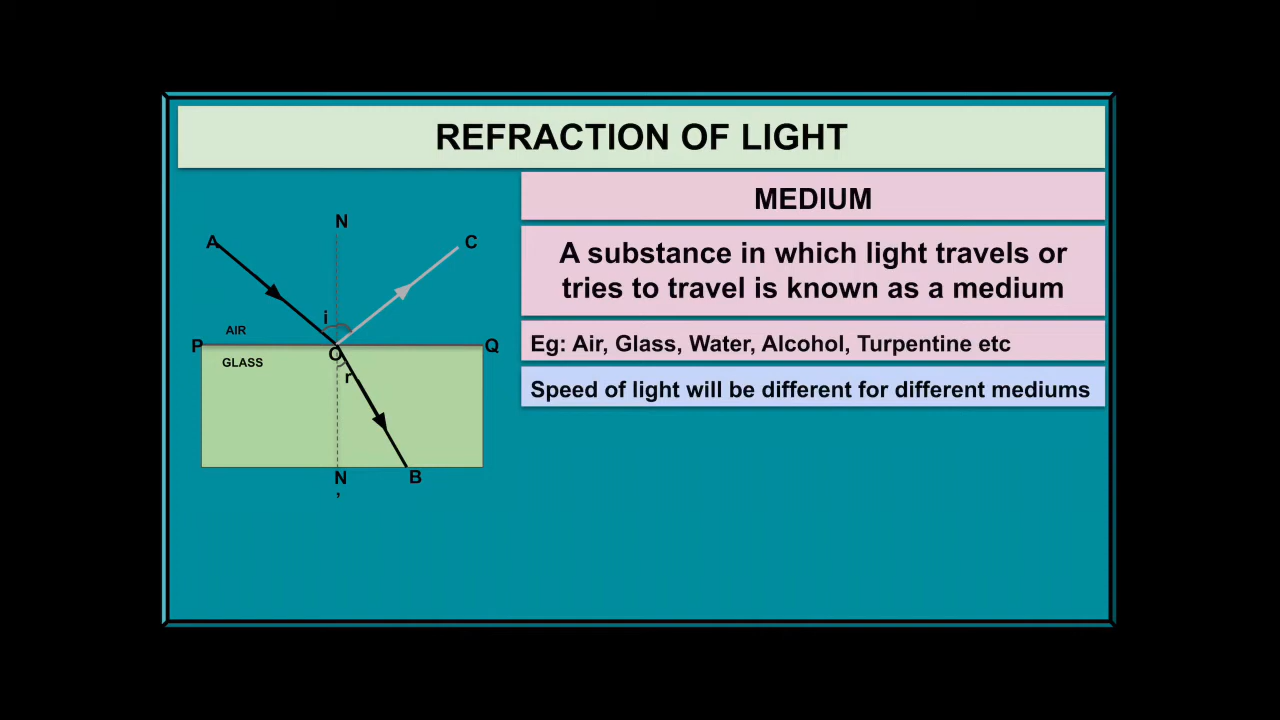 REFRACTION OF LIGHT
MEDIUM
A substance in which light travels or
tries to travel is known as a medium
Eg: Air, Glass, Water, Alcohol, Turpentine etc
Speed of light will be different for different mediums
N
A
C
i
AIR
P
Q
O
GLASS
r
N
B
’